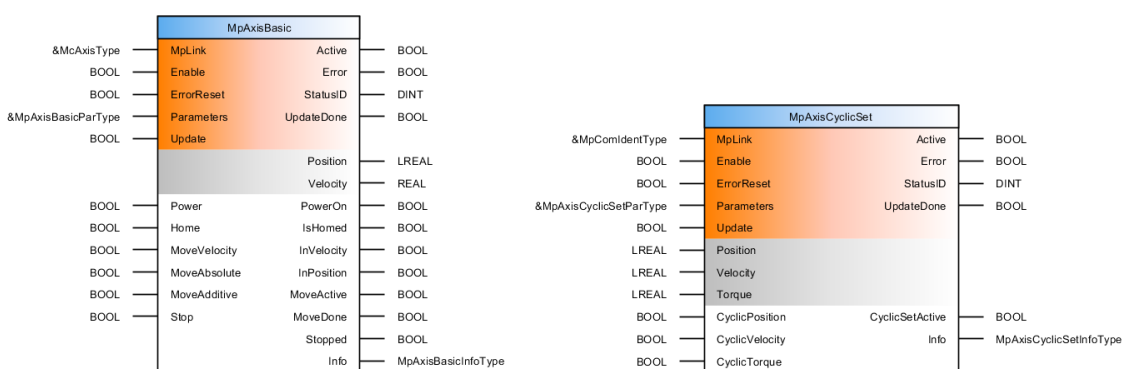 MpAxisBasic
&McAxisType MpLink Active BOOL
BOOL Enable Error BOOL
BOOL ErrorReset StatusID DINT
&MpAxisBasicParType Parameters UpdateDone BOOL
BOOL Update
Position LREAL
Velocity REAL
BOOL Power PowerOn BOOL
BOOL Home IsHomed BOOL
BOOL MoveVelocity InVelocity BOOL
BOOL MoveAbsolute InPosition BOOL
BOOL MoveAdditive MoveActive BOOL
BOOL Stop MoveDone BOOL
Stopped BOOL
Info MpAxisBasicInfoType
MpAxisCyclicSet
&MpComIdentType MpLink Active BOOL
BOOL Enable Error BOOL
BOOL ErrorReset StatusID DINT
&MpAxisCyclicSetParType Parameters UpdateDone BOOL
BOOL Update
LREAL Position
LREAL Velocity
LREAL Torque
BOOL CyclicPosition CyclicSetActive BOOL
BOOL CyclicVelocity Info MpAxisCyclicSetInfoType
BOOL CyclicTorque